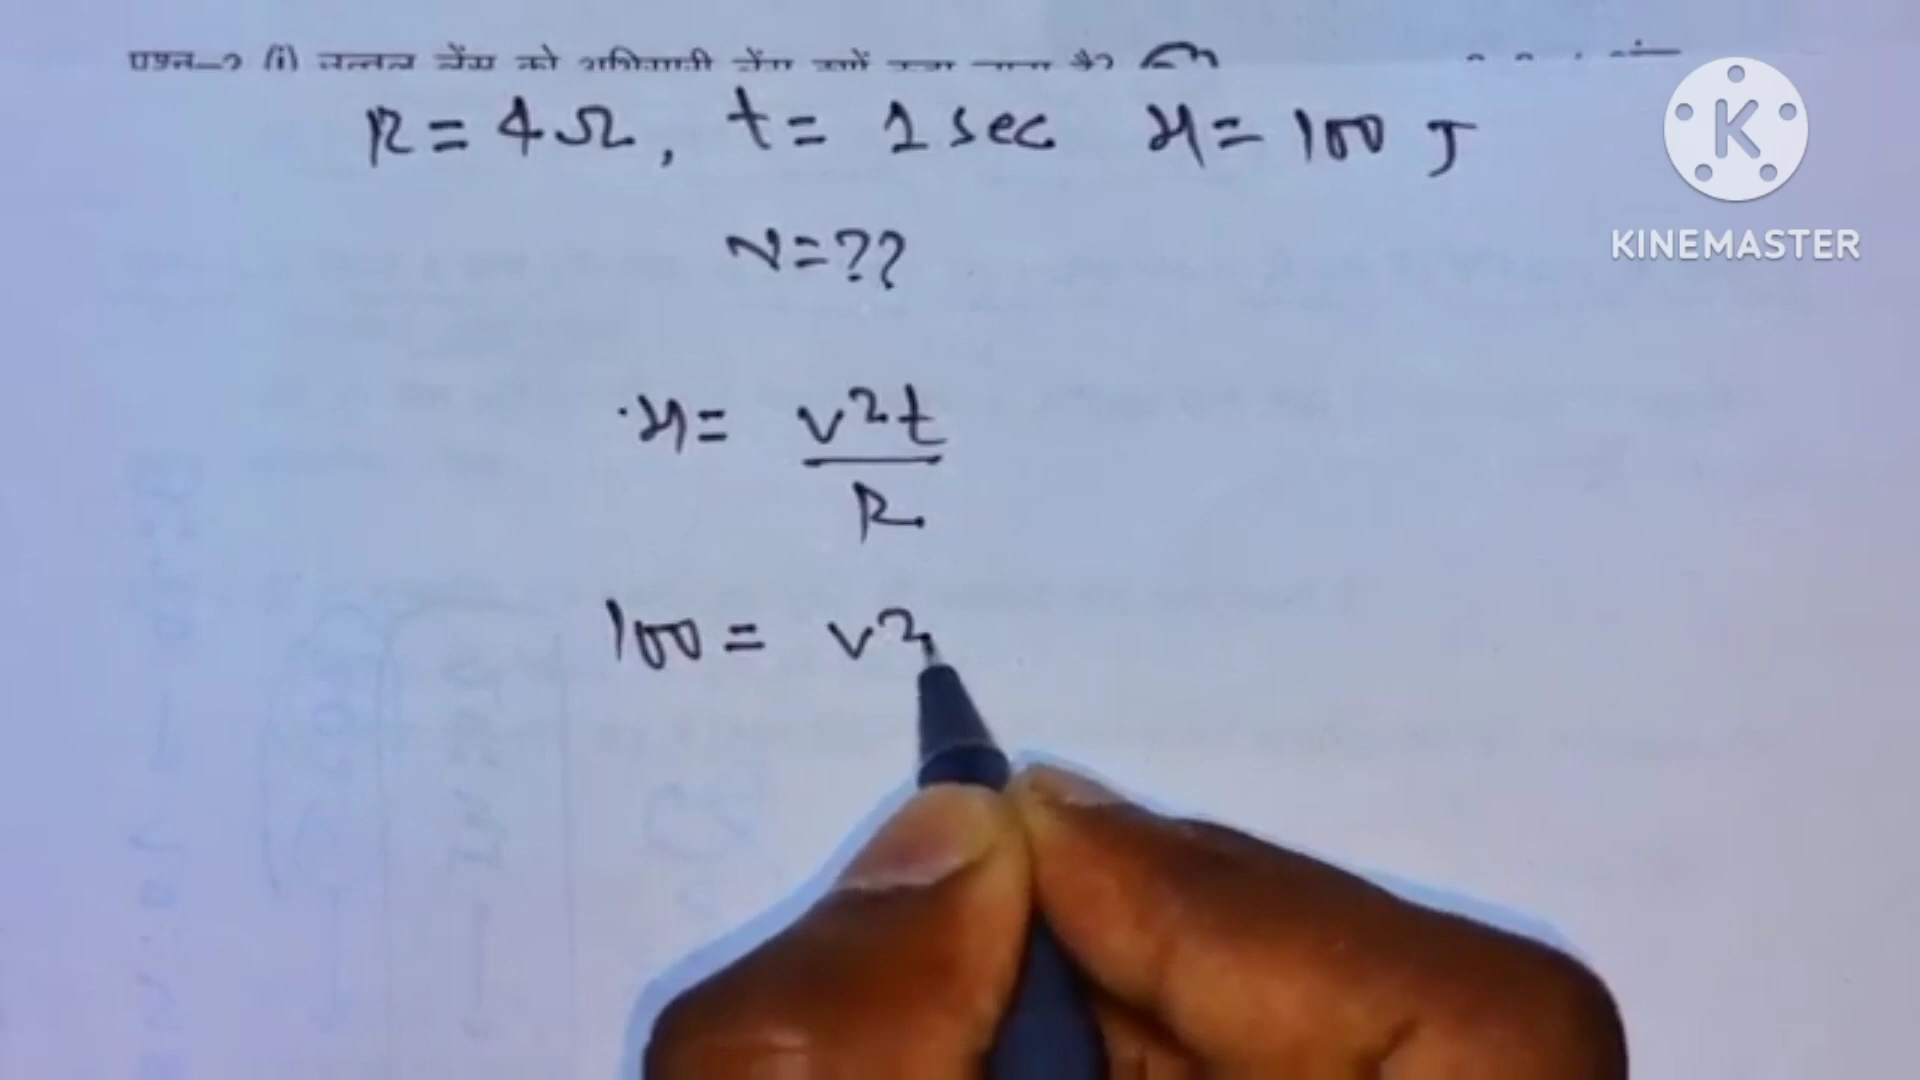 R = 4Ω, t = 1 sec H = 100 J
KINEMASTER
V = ??
H = v²t / R
100 = v²